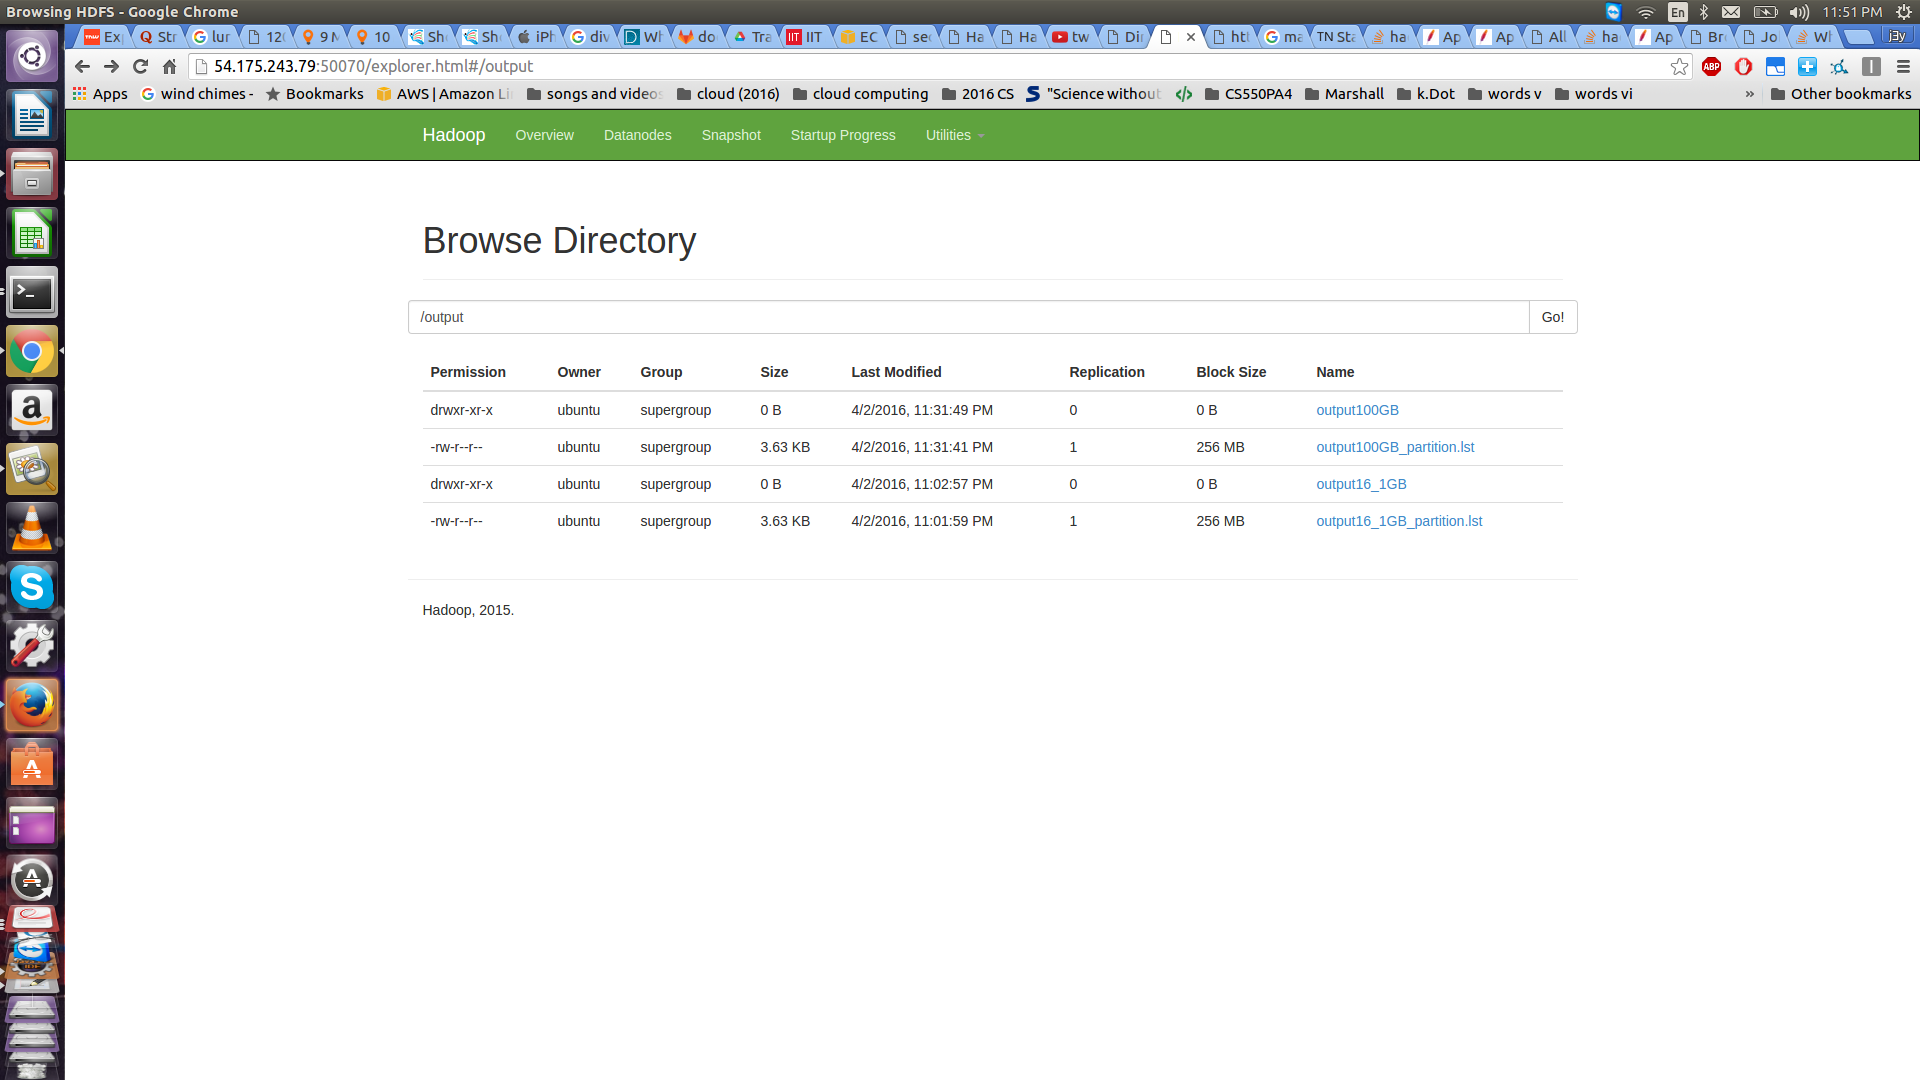 Browsing HDFS - Google Chrome
En
11:51 PM
Str
lur
9 M
10
She
She
iPh
div
do
Tra
IIT
EC
sec
Ha
Ha
tw
Di
htt
ma
TN Sta
ha
Ap
Ap
All
ha
Ap
Br
Jo
Wh
j3y
54.175.243.79:50070/explorer.html#/output
ABP
Apps
wind chimes -
Bookmarks
AWS | Amazon Li
songs and videos
cloud (2016)
cloud computing
2016 CS
"Science without
CS550PA4
Marshall
k.Dot
words v
words vi
»
Other bookmarks
Hadoop
Overview
Datanodes
Snapshot
Startup Progress
Utilities
Browse Directory
/output
Go!
Permission Owner Group Size Last Modified Replication Block Size Name
drwxr-xr-x ubuntu supergroup 0 B 4/2/2016, 11:31:49 PM 0 0 B output100GB
-rw-r--r-- ubuntu supergroup 3.63 KB 4/2/2016, 11:31:41 PM 1 256 MB output100GB_partition.lst
drwxr-xr-x ubuntu supergroup 0 B 4/2/2016, 11:02:57 PM 0 0 B output16_1GB
-rw-r--r-- ubuntu supergroup 3.63 KB 4/2/2016, 11:01:59 PM 1 256 MB output16_1GB_partition.lst
Hadoop, 2015.